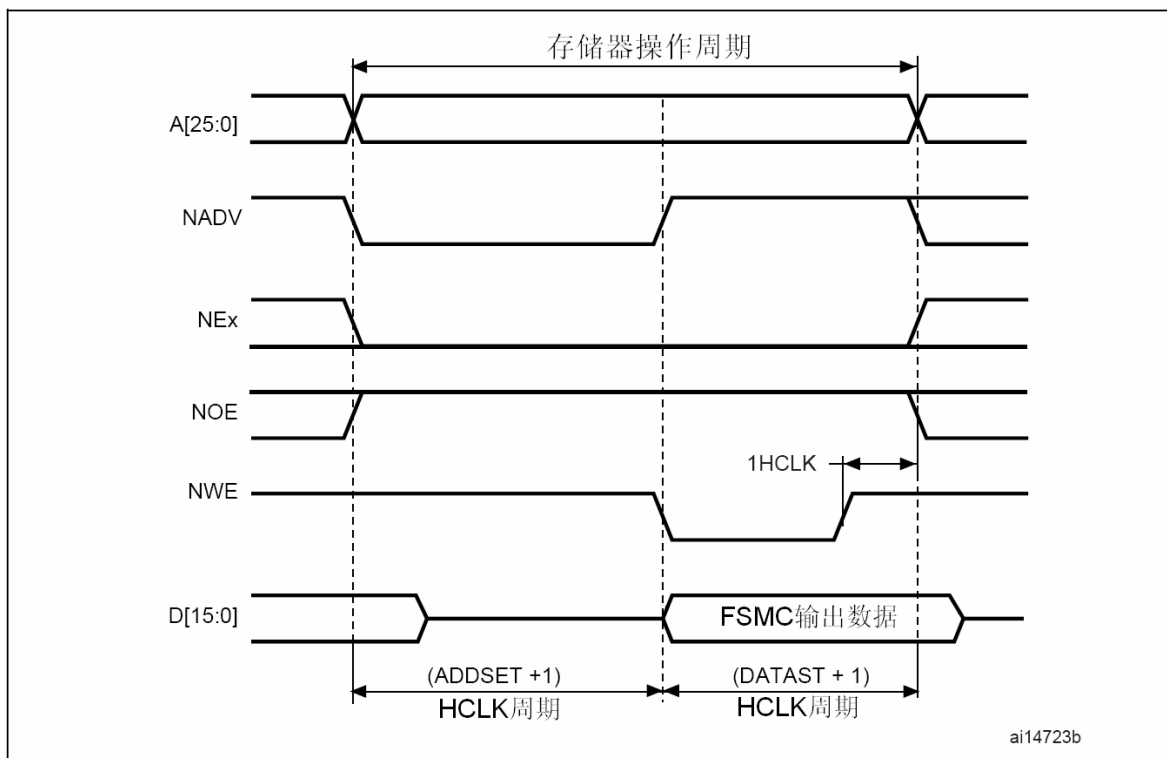 存储器操作周期
A[25:0]
NADV
NEx
NOE
1HCLK
NWE
D[15:0]
FSMC输出数据
(ADDSET +1)
HCLK周期
(DATAST + 1)
HCLK周期
ai14723b